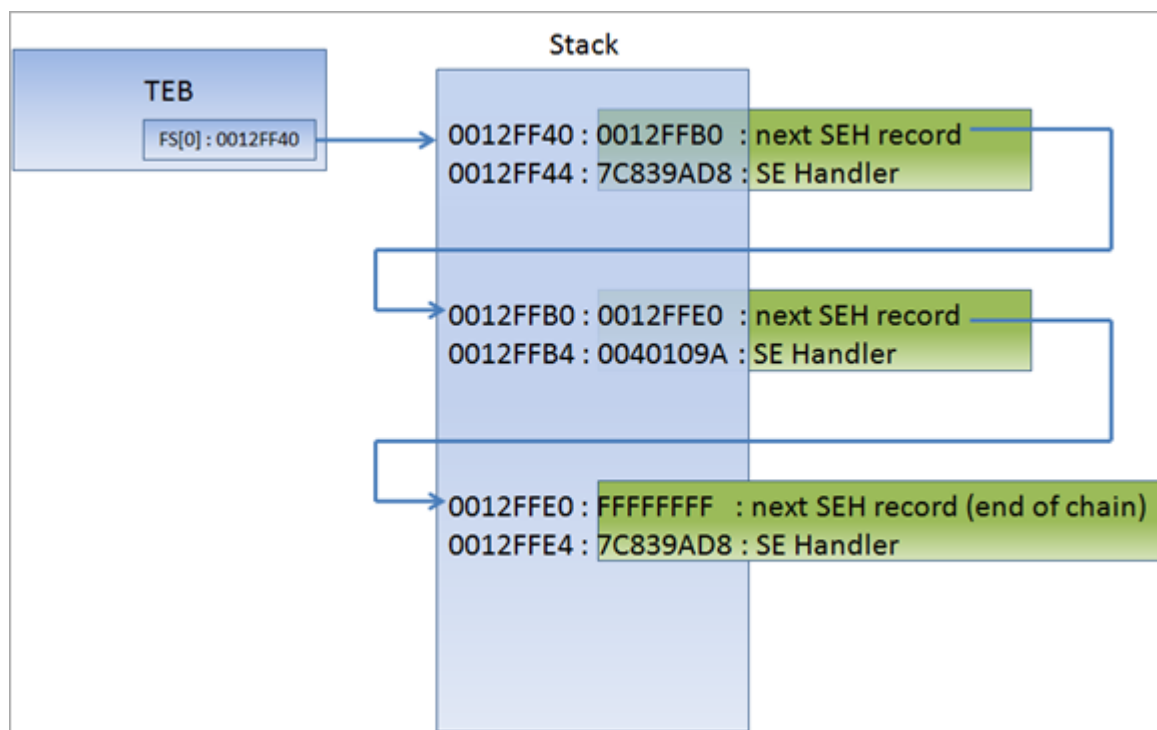 Stack
TEB
FS[0] : 0012FF40
0012FF40 : 0012FFB0 : next SEH record
0012FF44 : 7C839AD8 : SE Handler
0012FFB0 : 0012FFE0 : next SEH record
0012FFB4 : 0040109A : SE Handler
0012FFE0 : FFFFFFFF : next SEH record (end of chain)
0012FFE4 : 7C839AD8 : SE Handler